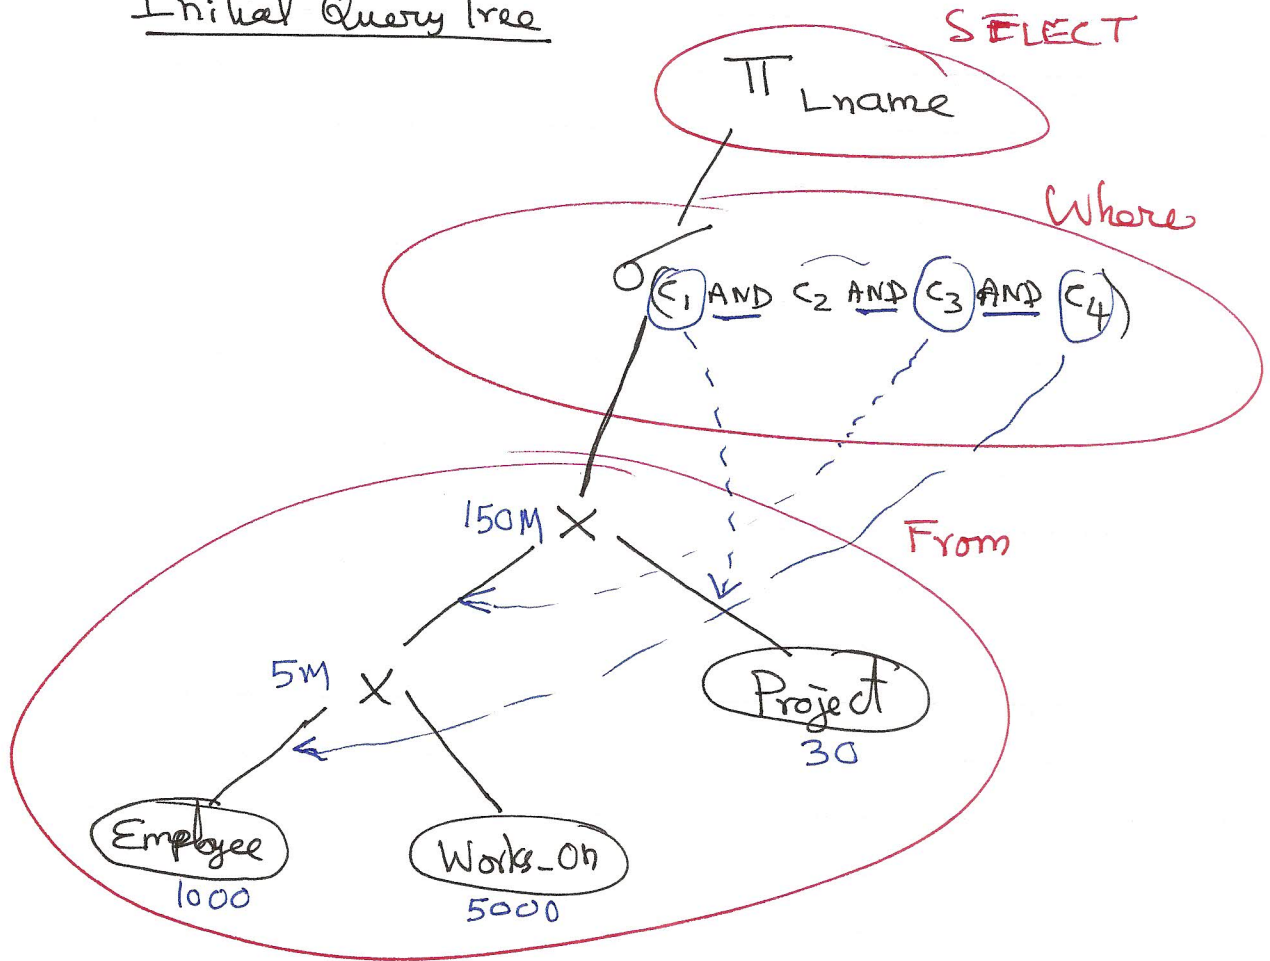 Initial Query Tree
SELECT
π Lname
Where
σ (C1 AND C2 AND C3 AND C4)
150M X
From
5M X
Project
30
Employee
1000
Works_On
5000